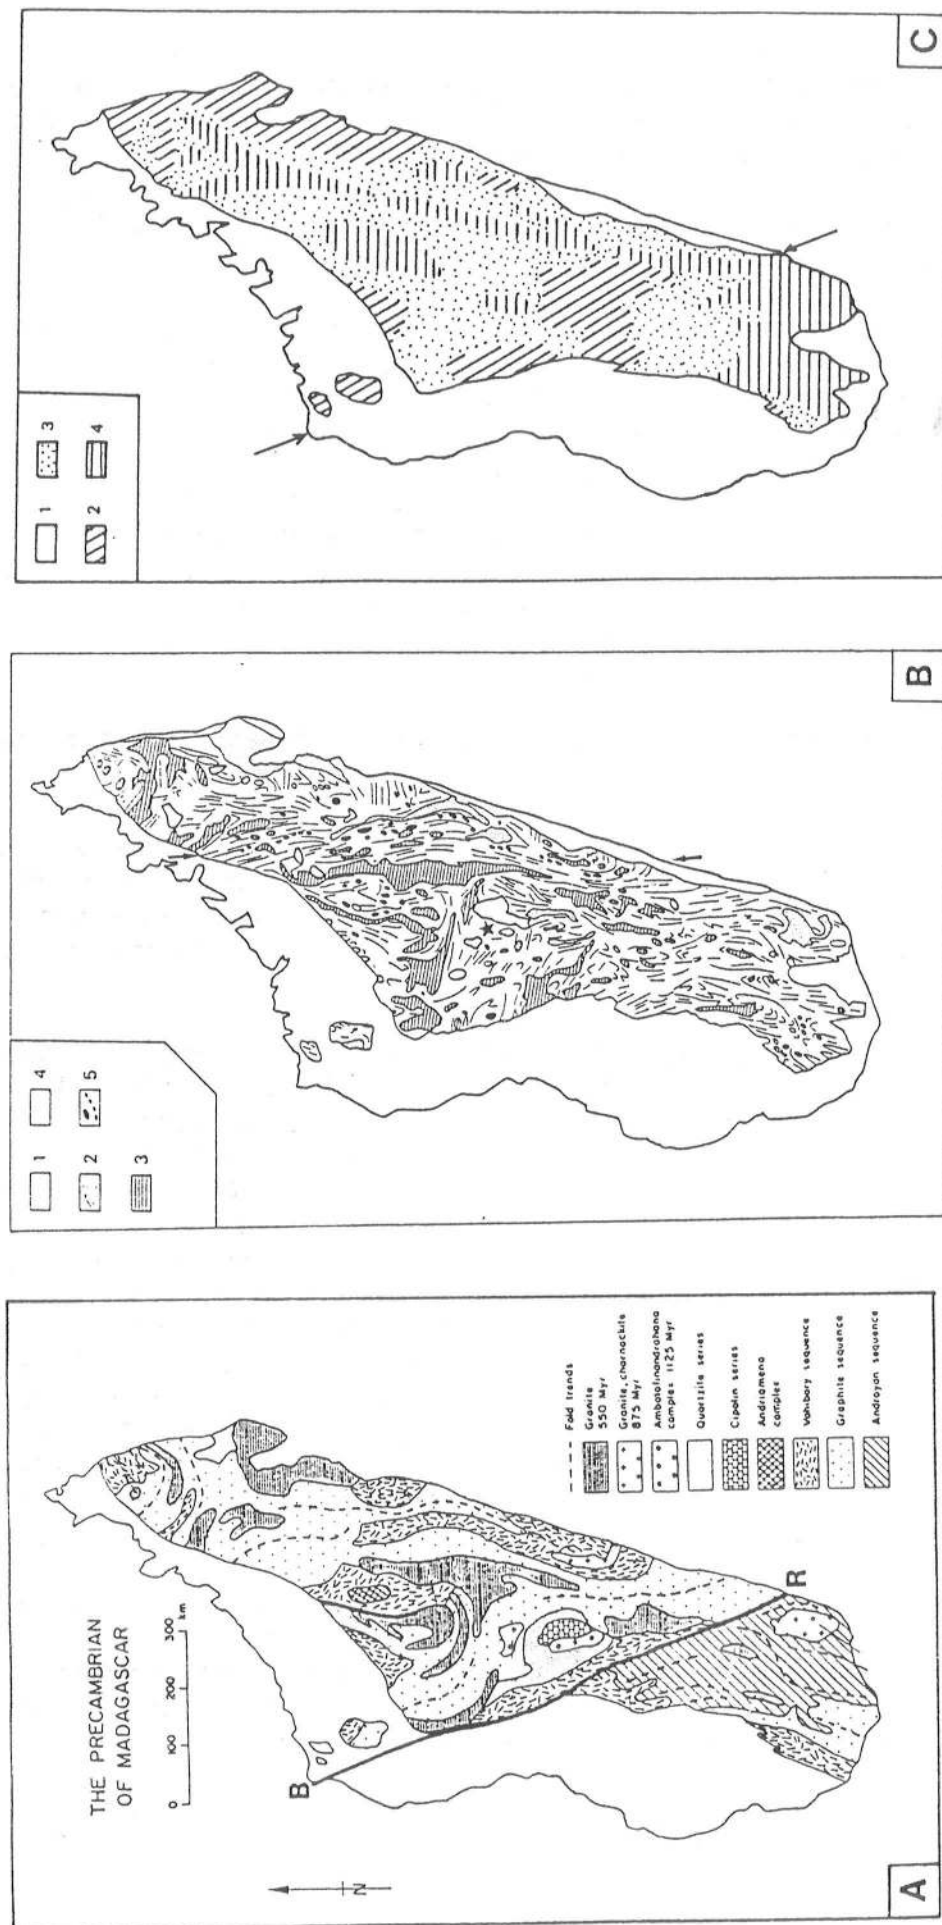 THE PRECAMBRIAN
OF MADAGASCAR
0 100 200 300 km
N
B
R
Fold trends
Granite
550 Myr
Granite, charnockite
875 Myr
Ambatofinandrahana
complex 1125 Myr
Quartzite series
Cipolin series
Andriamena
complex
Vohibory sequence
Graphite sequence
Androyan sequence
A
1
2
3
4
5
B
1
2
3
4
C